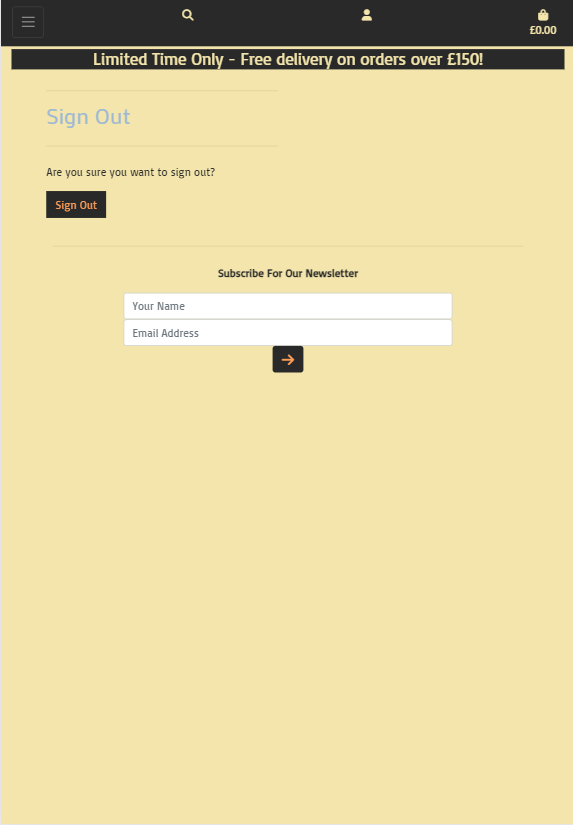 £0.00
Limited Time Only - Free delivery on orders over £150!
Sign Out
Are you sure you want to sign out?
Sign Out
Subscribe For Our Newsletter
Your Name
Email Address